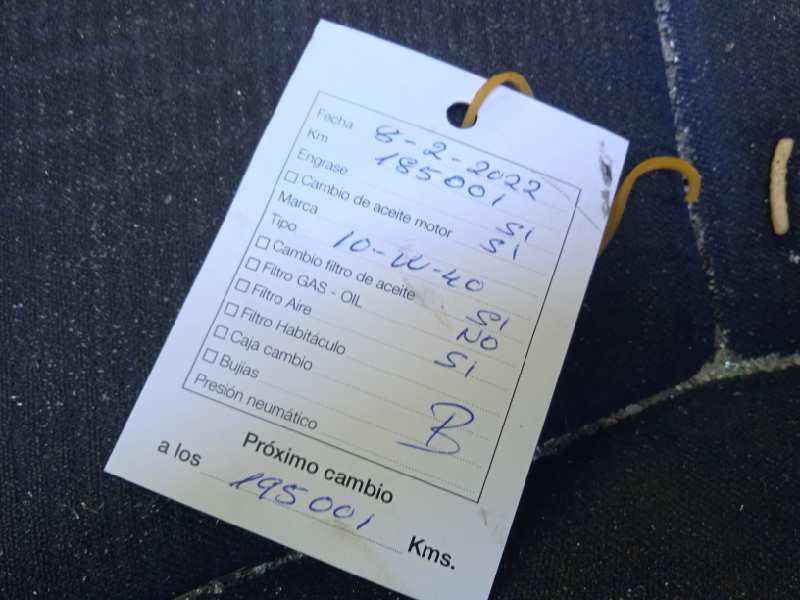 Fecha 8-2-2022
Km 185001
Engrase SI
Cambio de aceite motor SI
Marca
Tipo 10-W-40
Cambio filtro de aceite SI
Filtro GAS - OIL NO
Filtro Aire SI
Filtro Habitáculo
Caja cambio
Bujías B
Presión neumático
Próximo cambio
a los 195001 Kms.